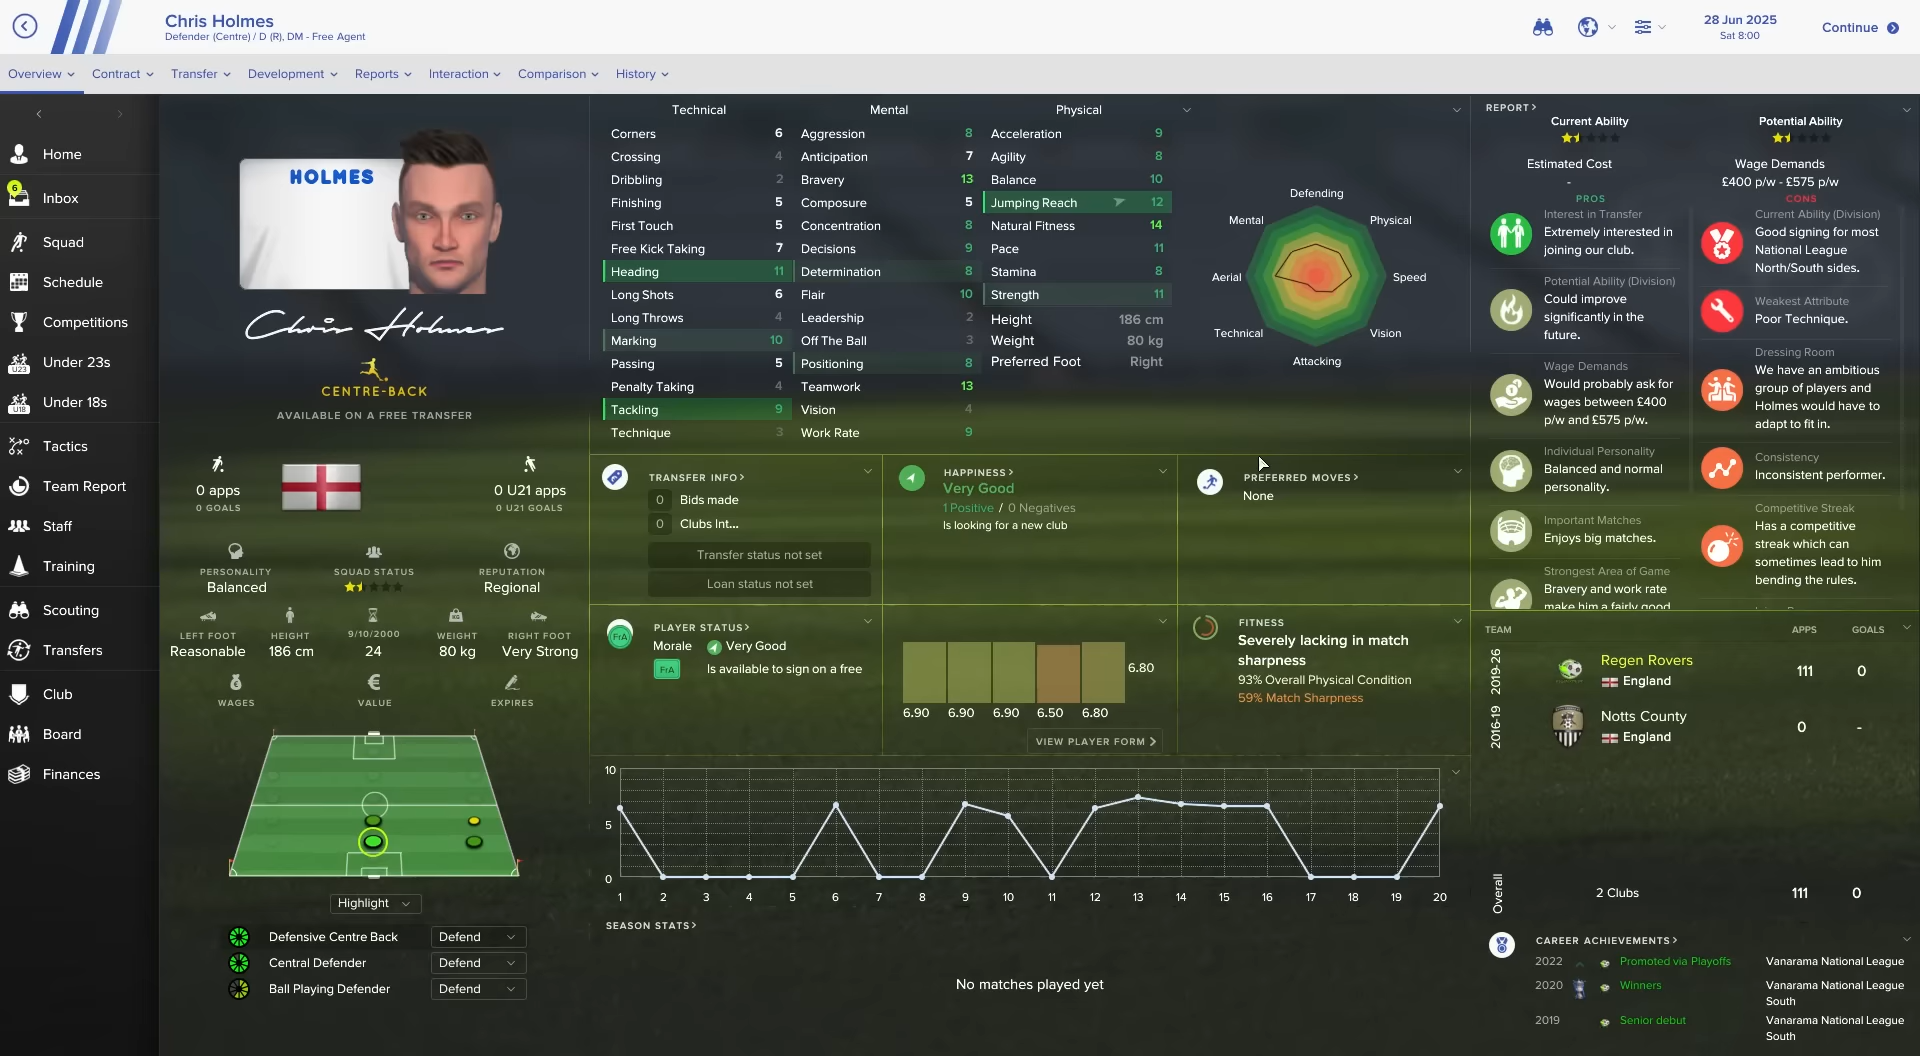 Chris Holmes
Defender (Centre) / D (R), DM - Free Agent
28 Jun 2025
Sat 8:00
Continue
Overview
Contract
Transfer
Development
Reports
Interaction
Comparison
History
Home
6
Inbox
Squad
Schedule
Competitions
U23
Under 23s
U18
Under 18s
Tactics
Team Report
Staff
Training
Scouting
Transfers
Club
Board
Finances
HOLMES
Chris Holmes
CENTRE-BACK
AVAILABLE ON A FREE TRANSFER
0 apps
0 GOALS
0 U21 apps
0 U21 GOALS
PERSONALITY
Balanced
SQUAD STATUS
REPUTATION
Regional
LEFT FOOT
Reasonable
HEIGHT
186 cm
9/10/2000
24
WEIGHT
80 kg
RIGHT FOOT
Very Strong
WAGES
VALUE
EXPIRES
Highlight
Defensive Centre Back Defend
Central Defender Defend
Ball Playing Defender Defend
Technical
Corners 6
Crossing 4
Dribbling 2
Finishing 5
First Touch 5
Free Kick Taking 7
Heading 11
Long Shots 6
Long Throws 4
Marking 10
Passing 5
Penalty Taking 4
Tackling 9
Technique 3
Mental
Aggression 8
Anticipation 7
Bravery 13
Composure 5
Concentration 8
Decisions 9
Determination 8
Flair 10
Leadership 2
Off The Ball 3
Positioning 8
Teamwork 13
Vision 4
Work Rate 9
Physical
Acceleration 9
Agility 8
Balance 10
Jumping Reach 12
Natural Fitness 14
Pace 11
Stamina 8
Strength 11
Height 186 cm
Weight 80 kg
Preferred Foot Right
Defending
Mental
Physical
Aerial
Speed
Technical
Vision
Attacking
TRANSFER INFO>
0 Bids made
0 Clubs Int...
Transfer status not set
Loan status not set
HAPPINESS>
Very Good
1 Positive / 0 Negatives
Is looking for a new club
PREFERRED MOVES>
None
PLAYER STATUS>
FrA
Morale Very Good
FrA Is available to sign on a free
6.80
6.90 6.90 6.90 6.50 6.80
VIEW PLAYER FORM >
FITNESS
Severely lacking in match
sharpness
93% Overall Physical Condition
59% Match Sharpness
10
5
0
1 2 3 4 5 6 7 8 9 10 11 12 13 14 15 16 17 18 19 20
SEASON STATS>
No matches played yet
REPORT>
Current Ability
Potential Ability
Estimated Cost
-
Wage Demands
£400 p/w - £575 p/w
PROS
Interest in Transfer
Extremely interested in
joining our club.
Potential Ability (Division)
Could improve
significantly in the
future.
Wage Demands
Would probably ask for
wages between £400
p/w and £575 p/w.
Individual Personality
Balanced and normal
personality.
Important Matches
Enjoys big matches.
Strongest Area of Game
Bravery and work rate
make him a fairly good
CONS
Current Ability (Division)
Good signing for most
National League
North/South sides.
Weakest Attribute
Poor Technique.
Dressing Room
We have an ambitious
group of players and
Holmes would have to
adapt to fit in.
Consistency
Inconsistent performer.
Competitive Streak
Has a competitive
streak which can
sometimes lead to him
bending the rules.
TEAM APPS GOALS
2019-26
Regen Rovers 111 0
England
2016-19
Notts County 0 -
England
Overall
2 Clubs 111 0
CAREER ACHIEVEMENTS>
2022 Promoted via Playoffs Vanarama National League
2020 Winners Vanarama National League
South
2019 Senior debut Vanarama National League
South